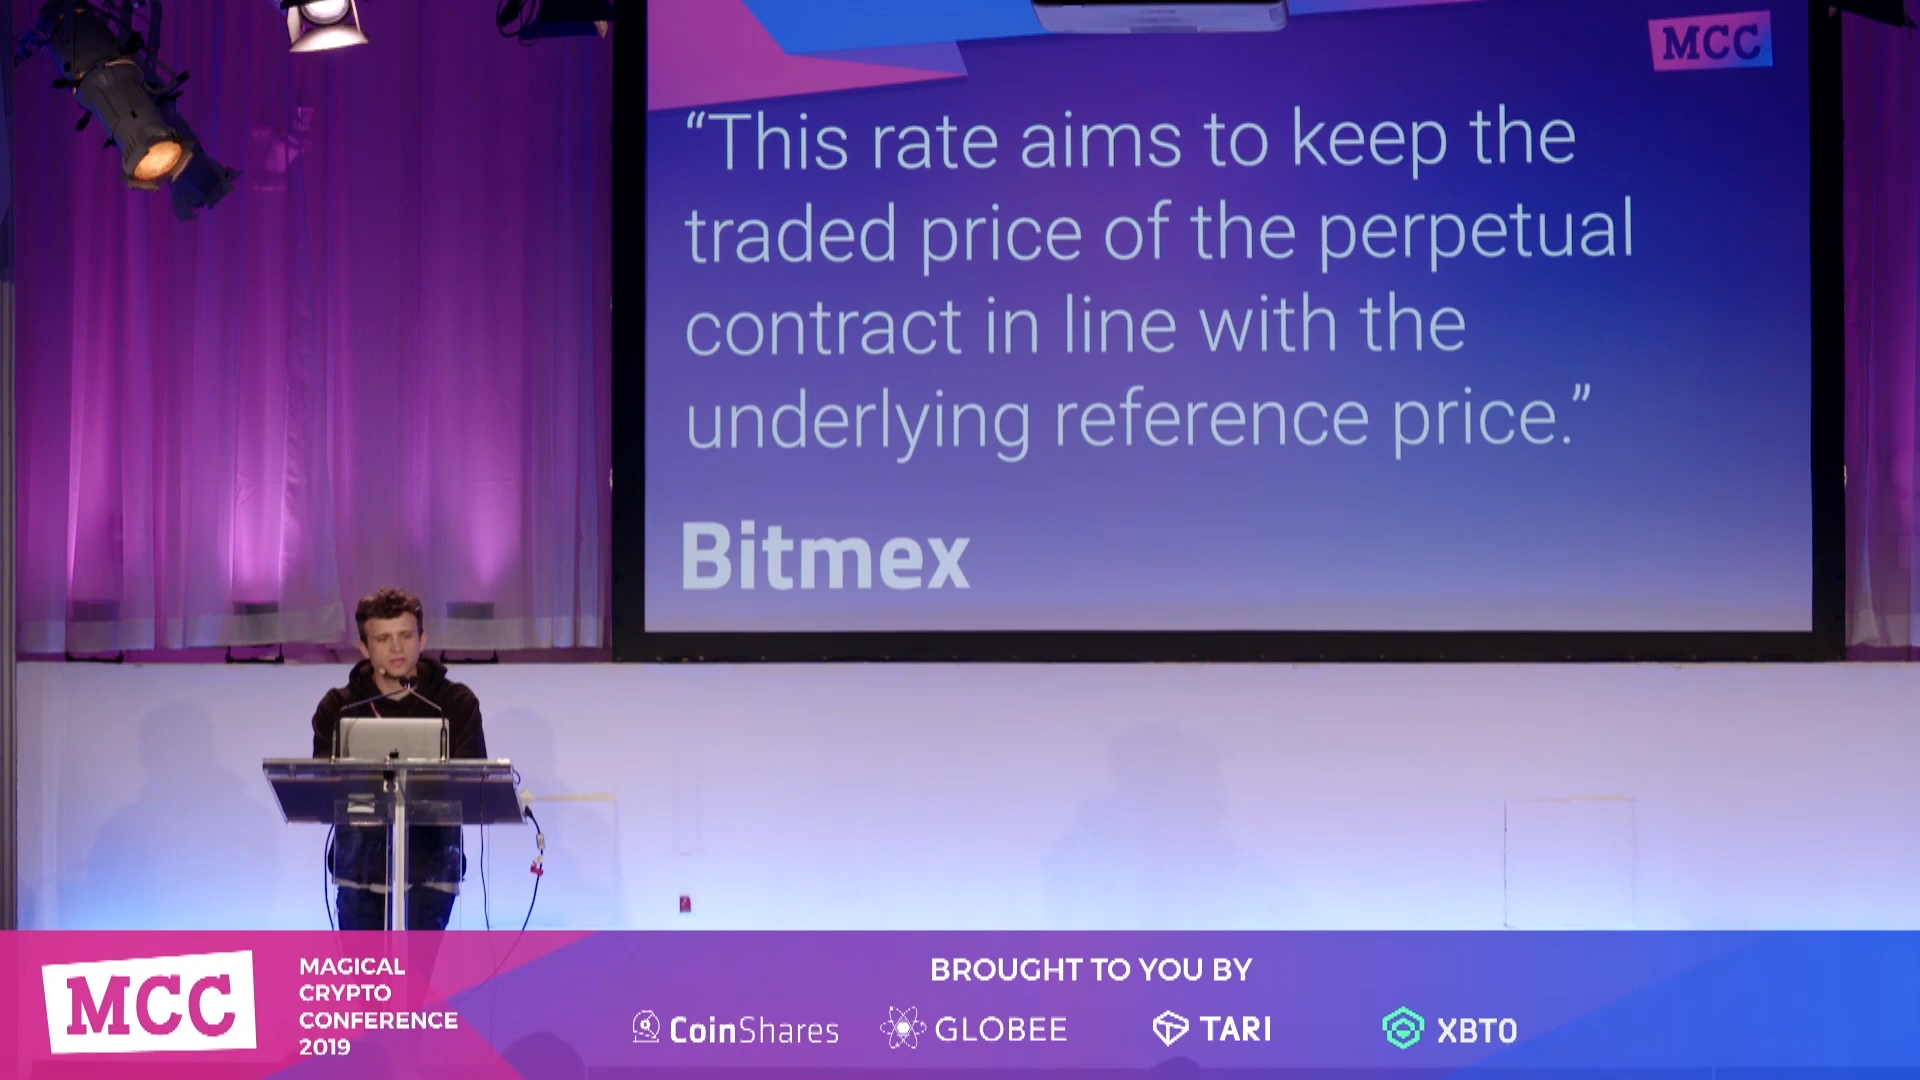 MCC
“This rate aims to keep the
traded price of the perpetual
contract in line with the
underlying reference price.”
Bitmex
MCC
MAGICAL
CRYPTO
CONFERENCE
2019
BROUGHT TO YOU BY
CoinShares
GLOBEE
TARI
XBTO